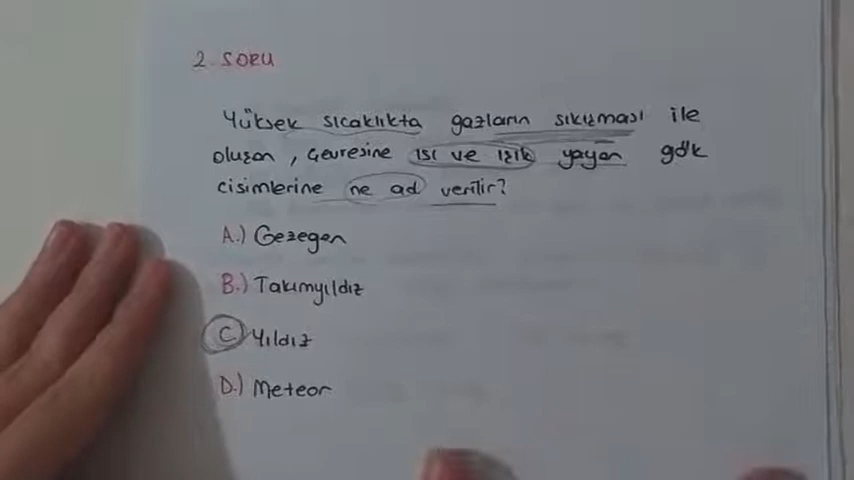 2. SORU
Yüksek sıcaklıkta gazların sıkışması ile
oluşan, çevresine ısı ve ışık yayan gök
cisimlerine ne ad verilir?
A.) Gezegen
B.) Takımyıldız
C Yıldız
D.) Meteor